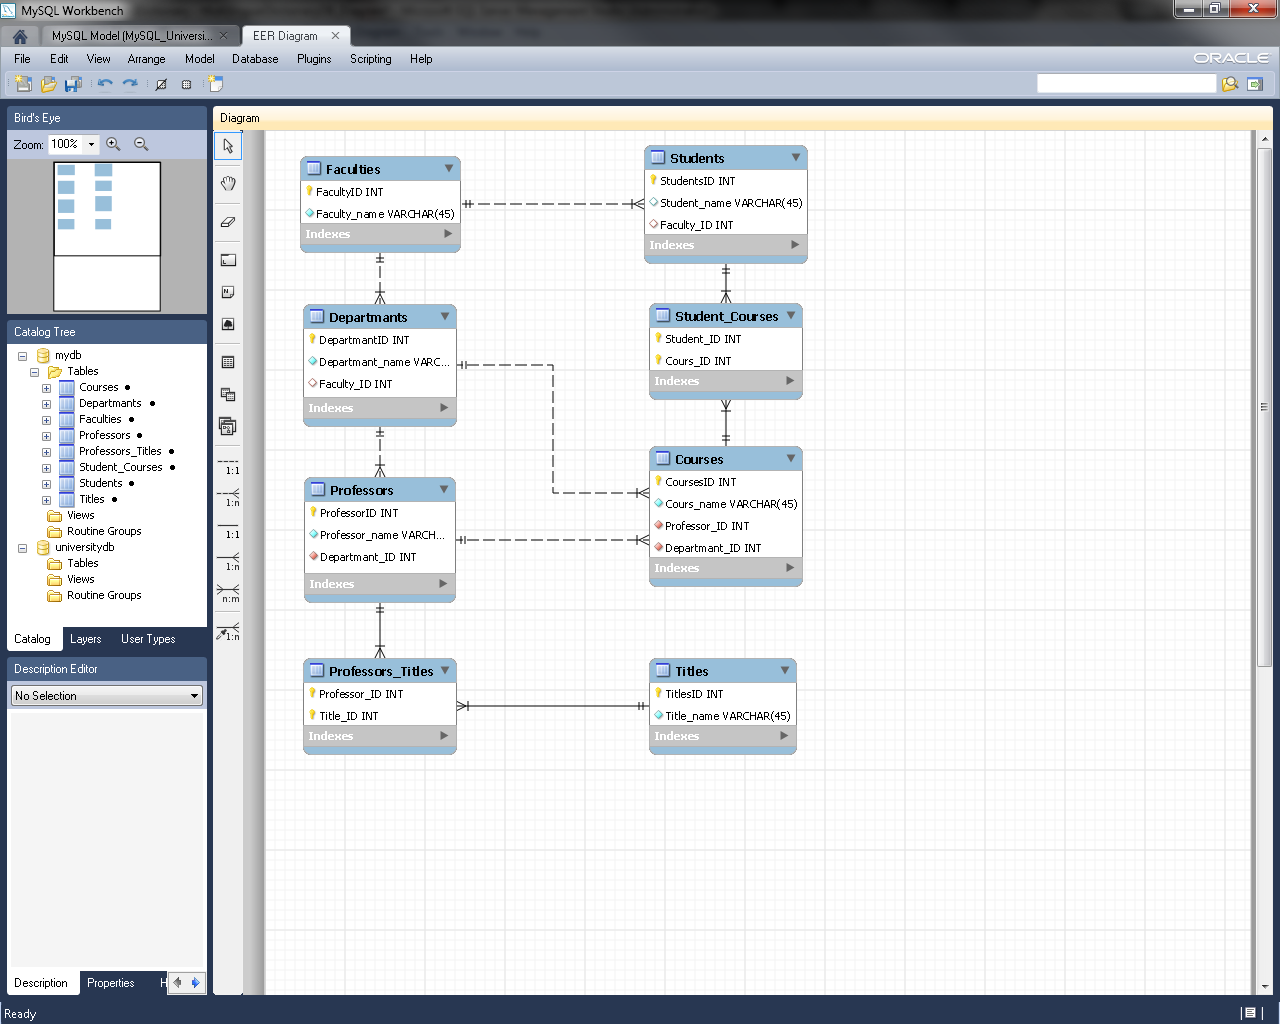 MySQL Workbench
MySQL Model (MySQL_Universi...
EER Diagram
File Edit View Arrange Model Database Plugins Scripting Help
ORACLE
Bird's Eye
Zoom: 100%
Catalog Tree
mydb
Tables
Courses
Departmants
Faculties
Professors
Professors_Titles
Student_Courses
Students
Titles
Views
Routine Groups
universitydb
Tables
Views
Routine Groups
Catalog Layers User Types
Description Editor
No Selection
Description Properties H
Ready
Diagram
1:1
1:n
1:1
1:n
n:m
1:n
Faculties
FacultyID INT
Faculty_name VARCHAR(45)
Indexes
Students
StudentsID INT
Student_name VARCHAR(45)
Faculty_ID INT
Indexes
Departmants
DepartmantID INT
Departmant_name VARC...
Faculty_ID INT
Indexes
Student_Courses
Student_ID INT
Cours_ID INT
Indexes
Professors
ProfessorID INT
Professor_name VARCH...
Departmant_ID INT
Indexes
Courses
CoursesID INT
Cours_name VARCHAR(45)
Professor_ID INT
Departmant_ID INT
Indexes
Professors_Titles
Professor_ID INT
Title_ID INT
Indexes
Titles
TitlesID INT
Title_name VARCHAR(45)
Indexes